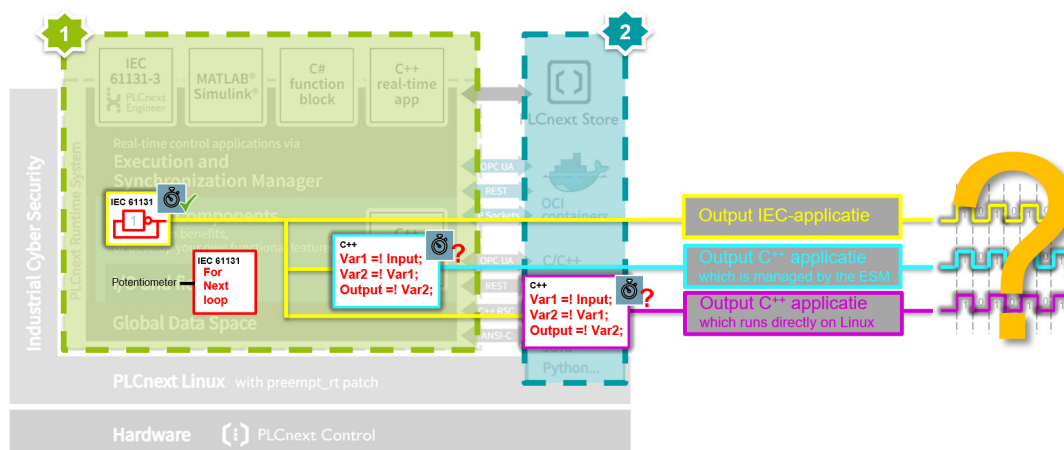 1
2
IEC
61131-3
PLCnext
Engineer
MATLAB®
Simulink®
C#
function
block
C++
real-time
app
PLCnext Store
Real-time control applications via
Execution and
Synchronization Manager
OPC UA
REST
Sockets
OCI
containers
Industrial Cyber Security
PLCnext Runtime System
IEC 61131
1
Output IEC-applicatie
C++
Var1 =! Input;
Var2 =! Var1;
Output =! Var2;
?
OPC UA
REST
C++ RSC
ANSI-C
C/C++
Output C++ applicatie
which is managed by the ESM
Potentiometer
IEC 61131
For
Next
loop
C++
Var1 =! Input;
Var2 =! Var1;
Output =! Var2;
?
Output C++ applicatie
which runs directly on Linux
?
Global Data Space
Python...
PLCnext Linux with preempt_rt patch
Hardware PLCnext Control